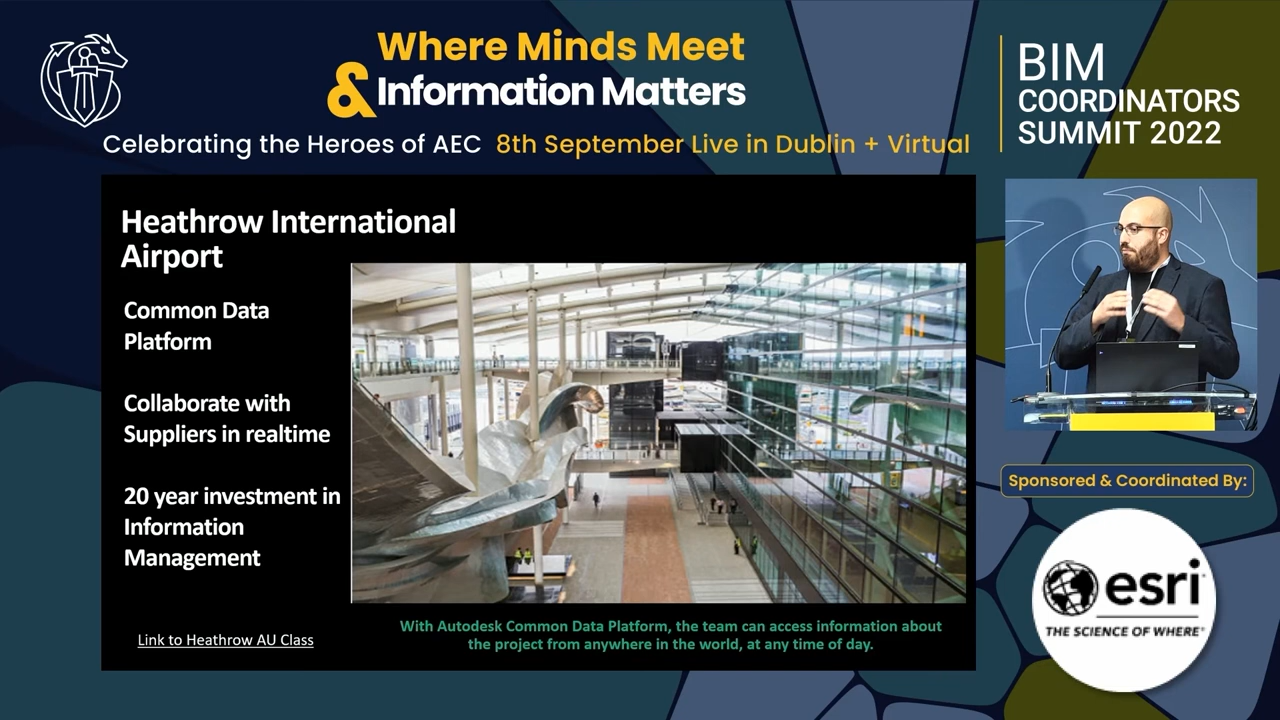 Where Minds Meet
& Information Matters
Celebrating the Heroes of AEC 8th September Live in Dublin + Virtual
BIM
COORDINATORS
SUMMIT 2022
Heathrow International
Airport
Common Data
Platform
Collaborate with
Suppliers in realtime
20 year investment in
Information
Management
Link to Heathrow AU Class
With Autodesk Common Data Platform, the team can access information about
the project from anywhere in the world, at any time of day.
Sponsored & Coordinated By:
esri
THE SCIENCE OF WHERE®